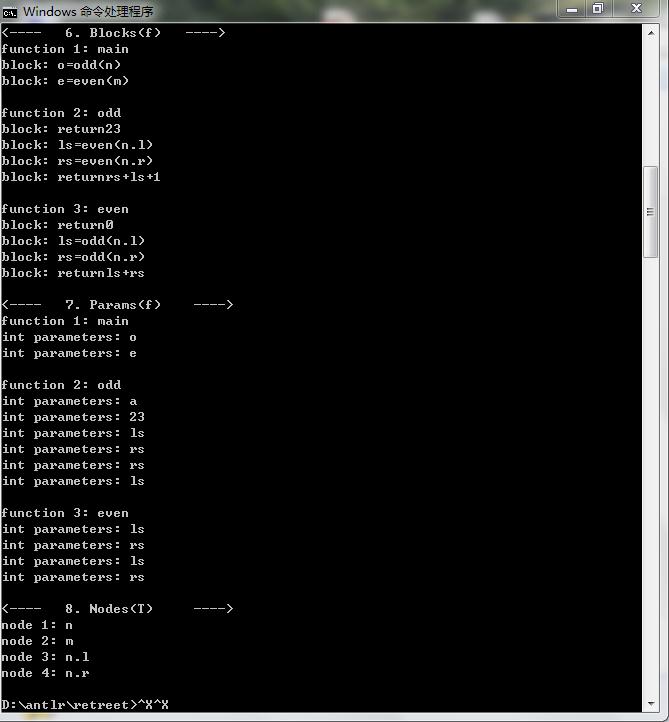 Windows 命令处理程序
<----   6. Blocks(f)   ---->
function 1: main
block: o=odd(n)
block: e=even(m)
function 2: odd
block: return23
block: ls=even(n.l)
block: rs=even(n.r)
block: returnrs+ls+1
function 3: even
block: return0
block: ls=odd(n.l)
block: rs=odd(n.r)
block: returnls+rs
<----   7. Params(f)    ---->
function 1: main
int parameters: o
int parameters: e
function 2: odd
int parameters: a
int parameters: 23
int parameters: ls
int parameters: rs
int parameters: rs
int parameters: ls
function 3: even
int parameters: ls
int parameters: rs
int parameters: ls
int parameters: rs
<----   8. Nodes(T)     ---->
node 1: n
node 2: m
node 3: n.l
node 4: n.r
D:\antlr\retreet>^X^X